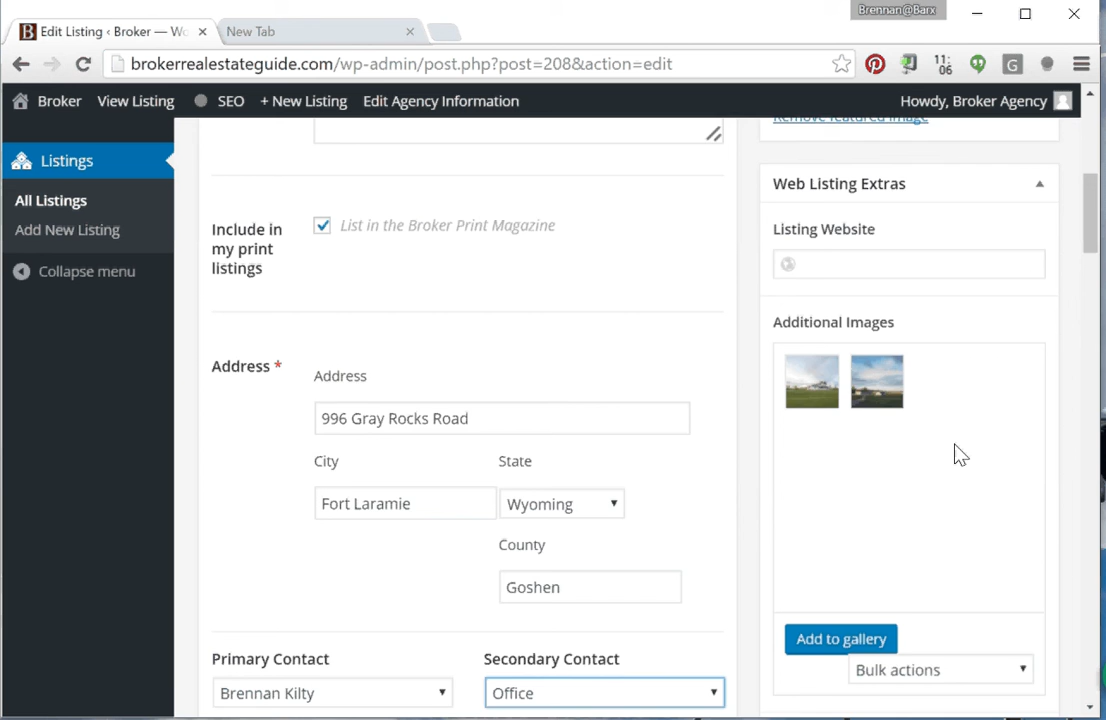 Brennan@Barx
Edit Listing ‹ Broker — Wo
New Tab
brokerrealestateguide.com/wp-admin/post.php?post=208&action=edit
11:
06
G
Broker
View Listing
SEO
+ New Listing
Edit Agency Information
Howdy, Broker Agency
Listings
All Listings
Add New Listing
Collapse menu
Include in
my print
listings
List in the Broker Print Magazine
Address *
Address
996 Gray Rocks Road
City
State
Fort Laramie
Wyoming
County
Goshen
Primary Contact
Secondary Contact
Brennan Kilty
Office
Remove featured image
Web Listing Extras
Listing Website
Additional Images
Add to gallery
Bulk actions